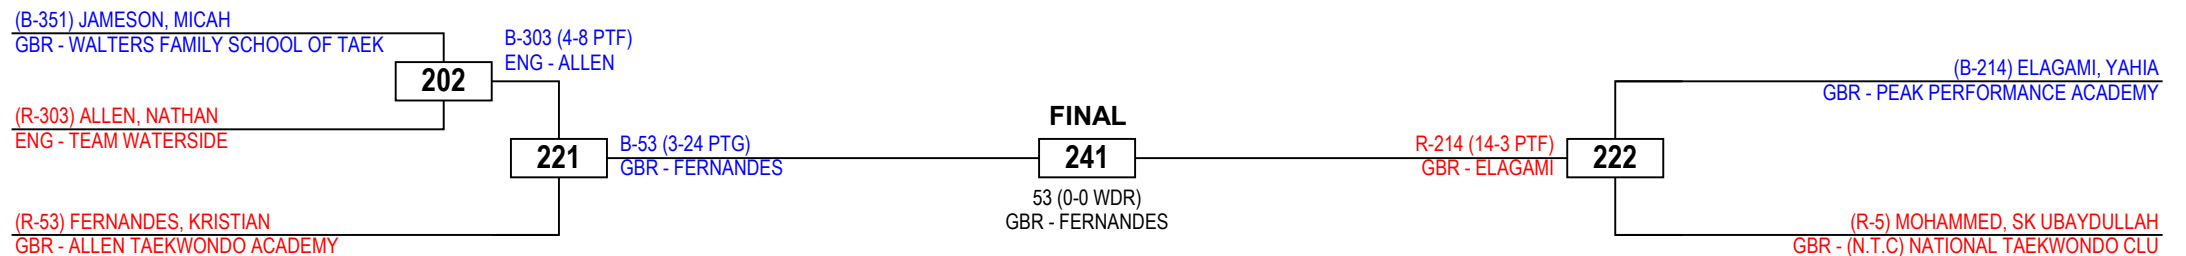 (B-351) JAMESON, MICAH
GBR - WALTERS FAMILY SCHOOL OF TAEK
202
(R-303) ALLEN, NATHAN
ENG - TEAM WATERSIDE
B-303 (4-8 PTF)
ENG - ALLEN
221
(R-53) FERNANDES, KRISTIAN
GBR - ALLEN TAEKWONDO ACADEMY
B-53 (3-24 PTG)
GBR - FERNANDES
FINAL
241
53 (0-0 WDR)
GBR - FERNANDES
R-214 (14-3 PTF)
GBR - ELAGAMI
222
(B-214) ELAGAMI, YAHIA
GBR - PEAK PERFORMANCE ACADEMY
(R-5) MOHAMMED, SK UBAYDULLAH
GBR - (N.T.C) NATIONAL TAEKWONDO CLU